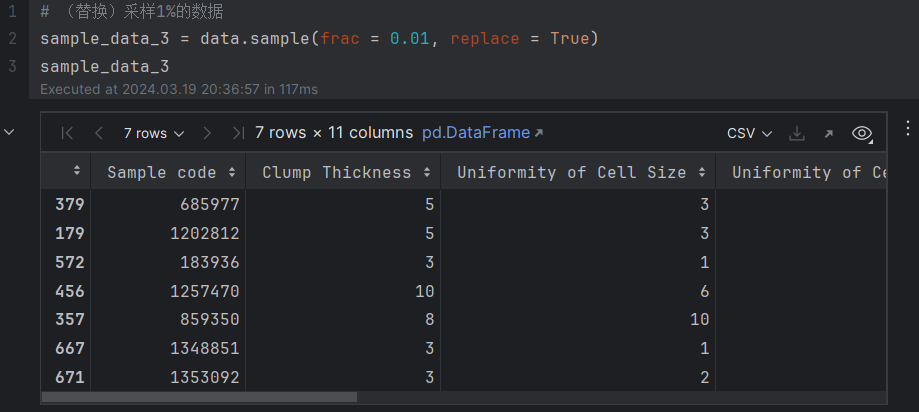 1 # （替换）采样1%的数据
2 sample_data_3 = data.sample(frac = 0.01, replace = True)
3 sample_data_3
Executed at 2024.03.19 20:36:57 in 117ms
7 rows 7 rows × 11 columns pd.DataFrame CSV
Sample code Clump Thickness Uniformity of Cell Size Uniformity of Ce
379 685977 5 3
179 1202812 5 3
572 183936 3 1
456 1257470 10 6
357 859350 8 10
667 1348851 3 1
671 1353092 3 2